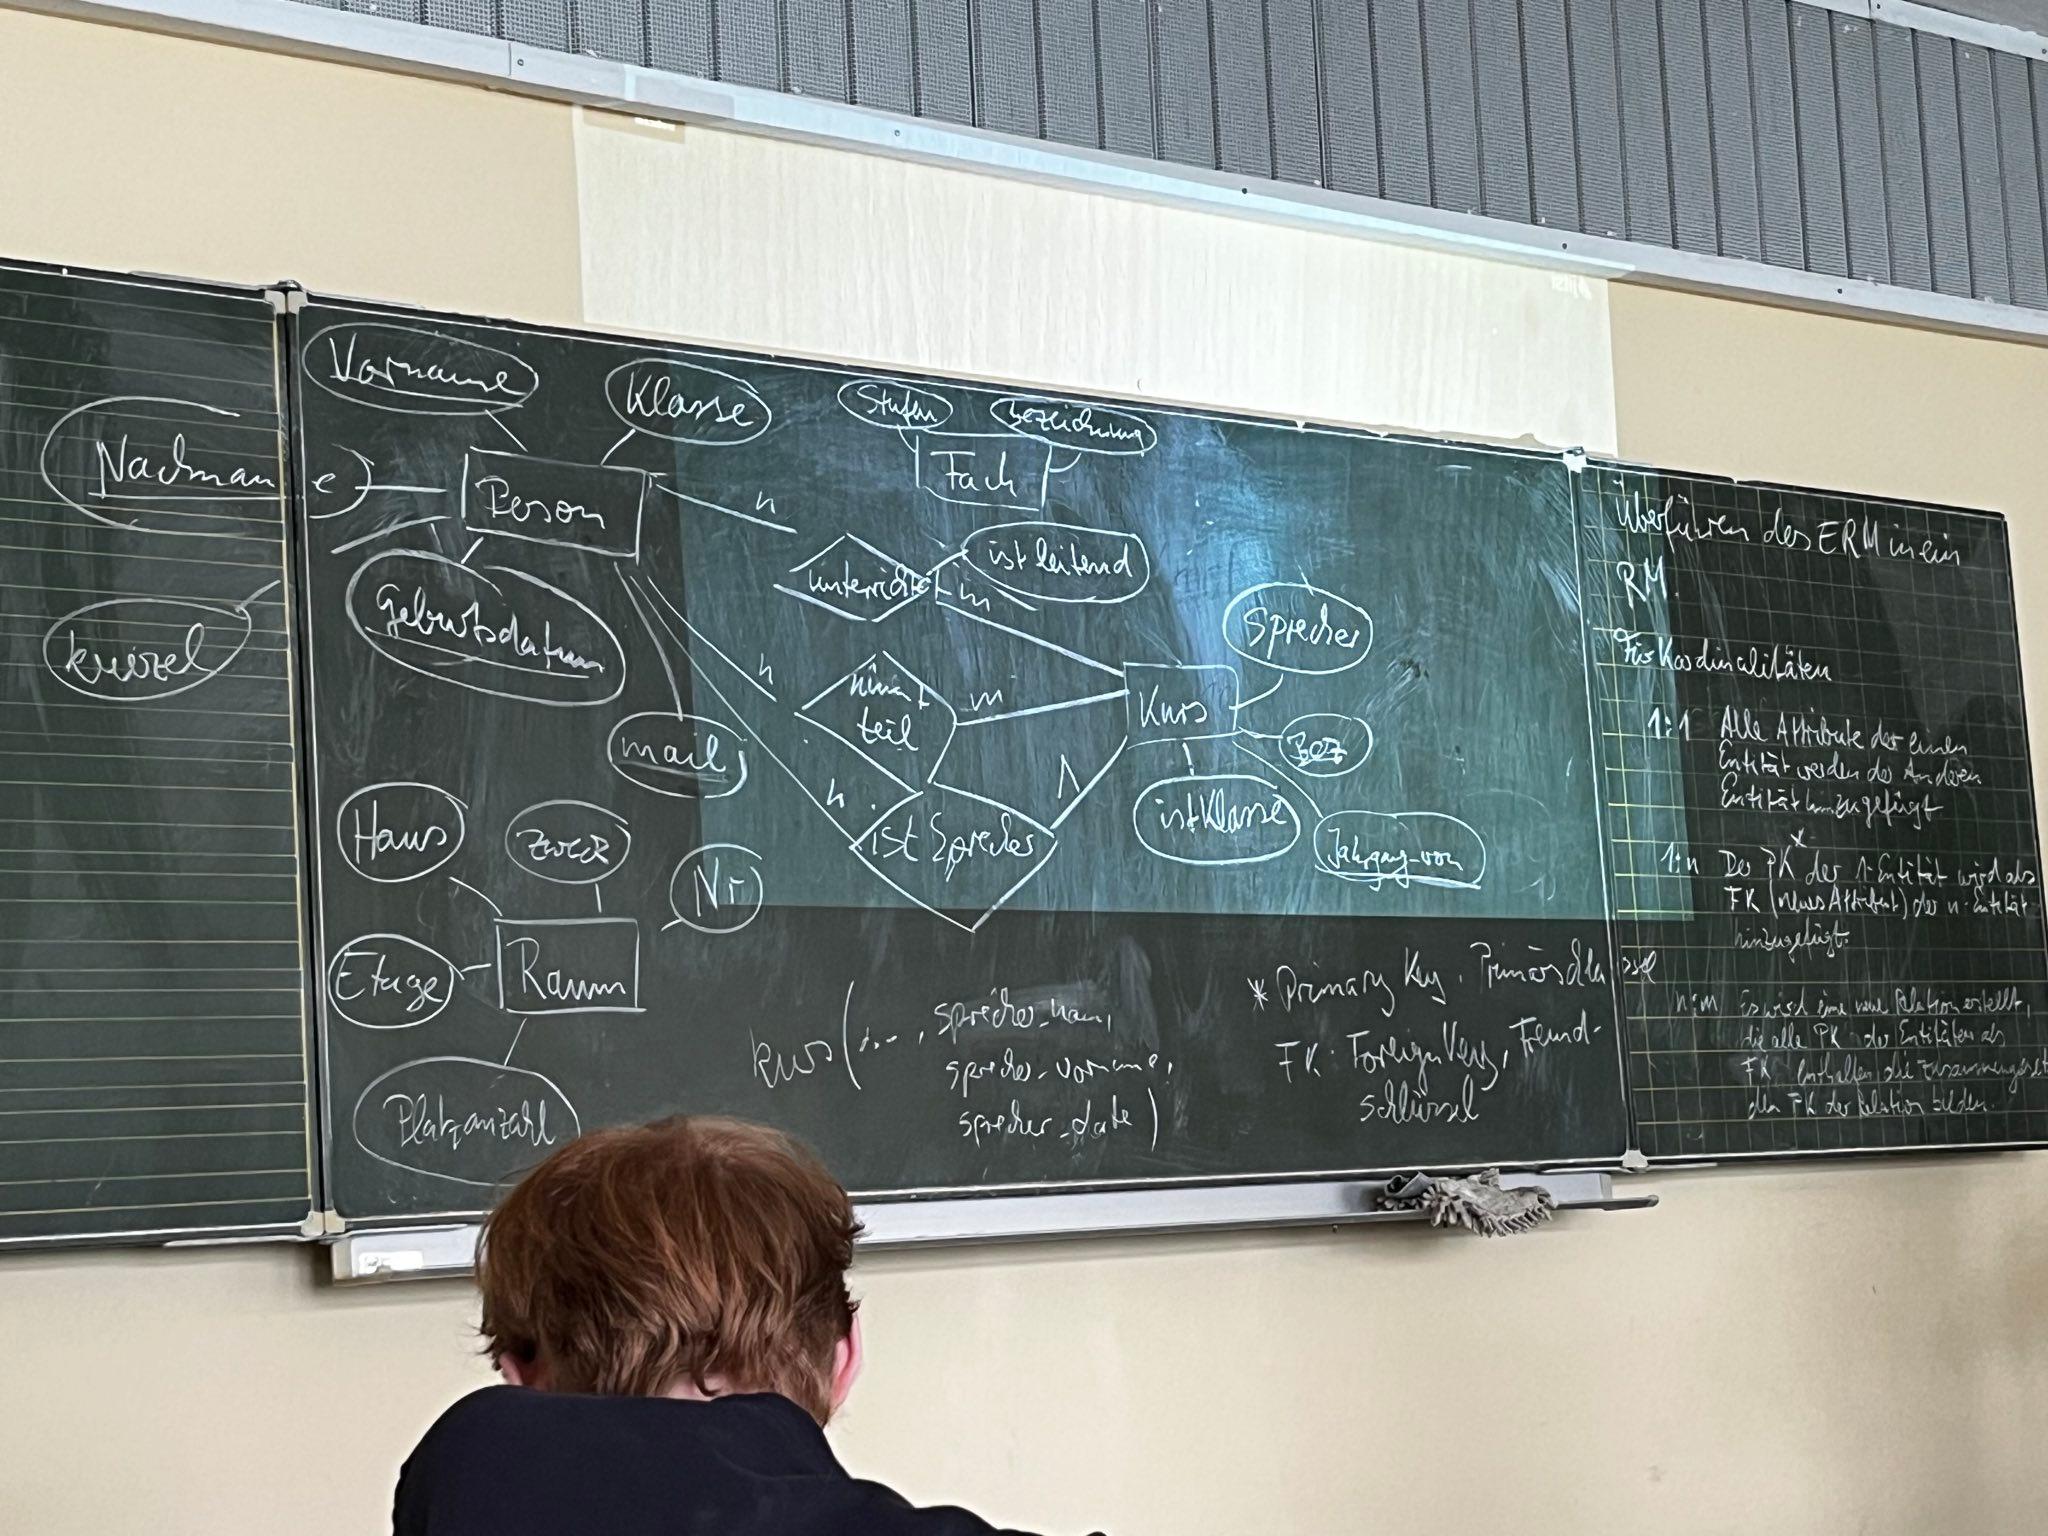 Vorname
Klasse
Stufen
Bezeichnung
Nachname
Person
Fach
n
unterrichtet
m
ist leitend
Geburtsdatum
kürzel
Sprecher
n
nimmt
teil
m
Kurs
mail
Bez
n
1
ist Sprecher
istKlasse
Jahrgang-von
Haus
Zweck
Nr
Etage
Raum
Platzanzahl
kurs(..., sprecher_nam,
sprecher_vorname,
sprecher_date)
* Primary Key, Primärschlüssel
FK: Foreign Key, Fremd-
schlüssel
Überführen des ERM in ein
RM
Für Kardinalitäten
1:1 Alle Attribute der einen
Entität werden der Anderen
Entität hinzugefügt
1:n Der PK* der 1-Entität wird als
FK (neues Attribut) der n-Entität
hinzugefügt.
n:m Es wird eine neue Relation erstellt,
die alle PK der Entitäten als
FK enthalten, die zusammengesetzt
den PK der Relation bilden.